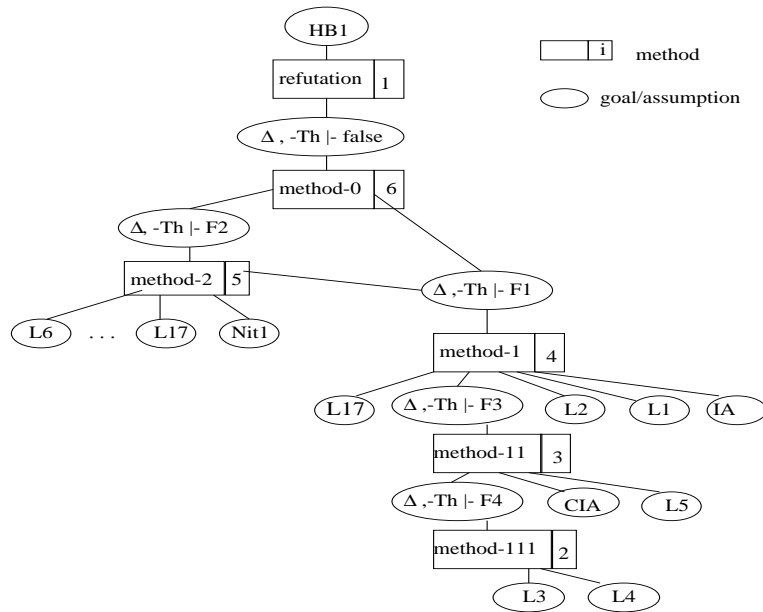 HB1
i
method
refutation 1
goal/assumption
Δ , -Th |- false
method-0 6
Δ, -Th |- F2
method-2 5
Δ ,-Th |- F1
L6 . . . L17 Nit1
method-1 4
L17 Δ ,-Th |- F3 L2 L1 IA
method-11 3
Δ ,-Th |- F4 CIA L5
method-111 2
L3 L4